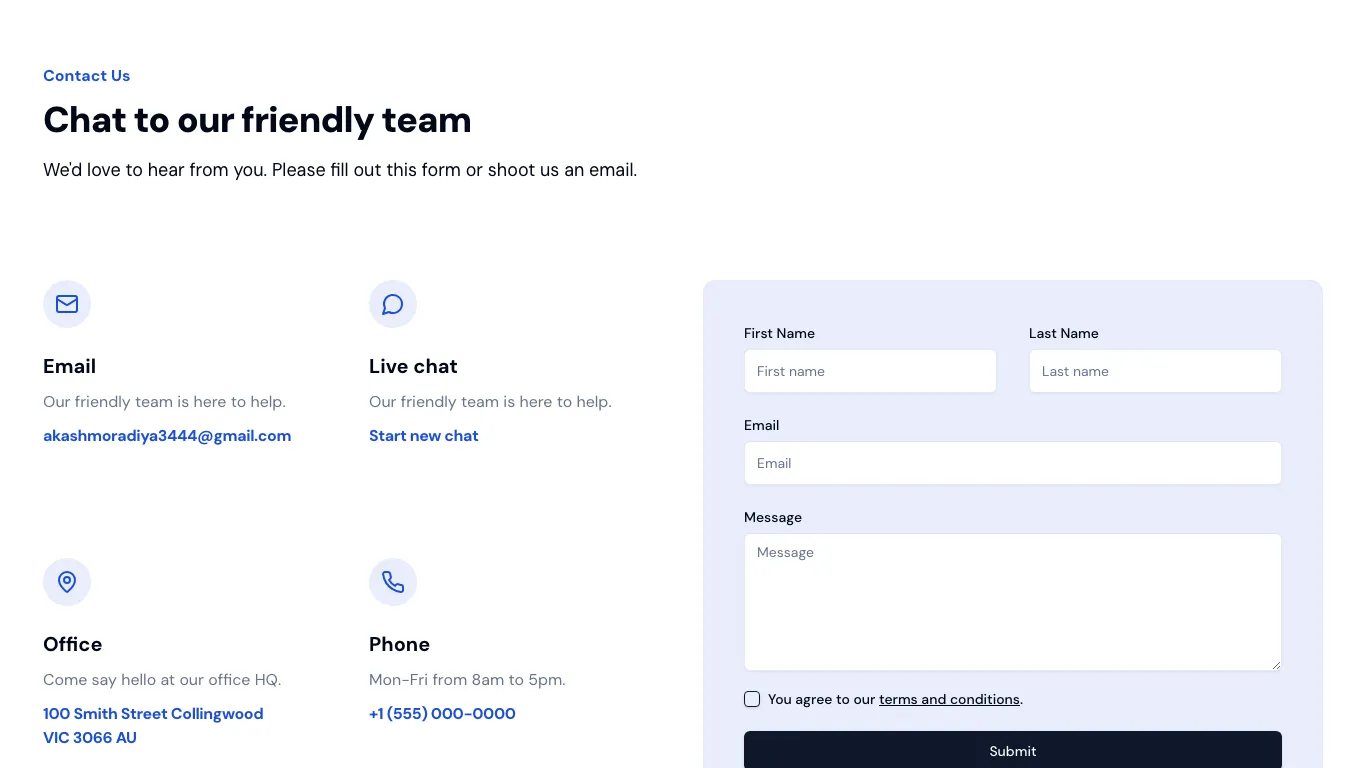 Contact Us
Chat to our friendly team
We'd love to hear from you. Please fill out this form or shoot us an email.
Email
Our friendly team is here to help.
akashmoradiya3444@gmail.com
Live chat
Our friendly team is here to help.
Start new chat
Office
Come say hello at our office HQ.
100 Smith Street Collingwood
VIC 3066 AU
Phone
Mon-Fri from 8am to 5pm.
+1 (555) 000-0000
First Name
First name
Last Name
Last name
Email
Email
Message
Message
You agree to our terms and conditions.
Submit